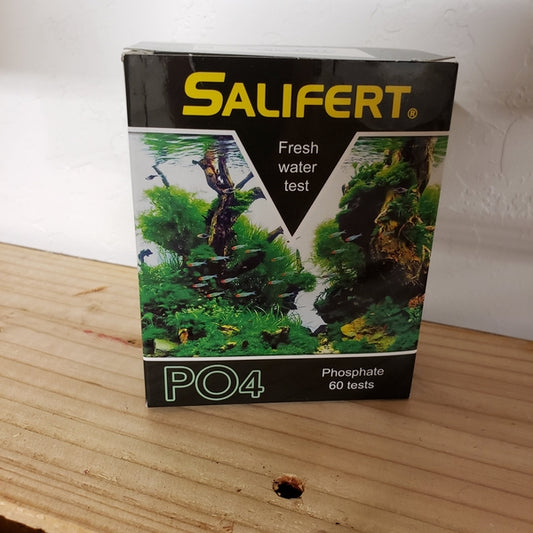 SALIFERT®
Fresh
water
test
PO4
Phosphate
60 tests